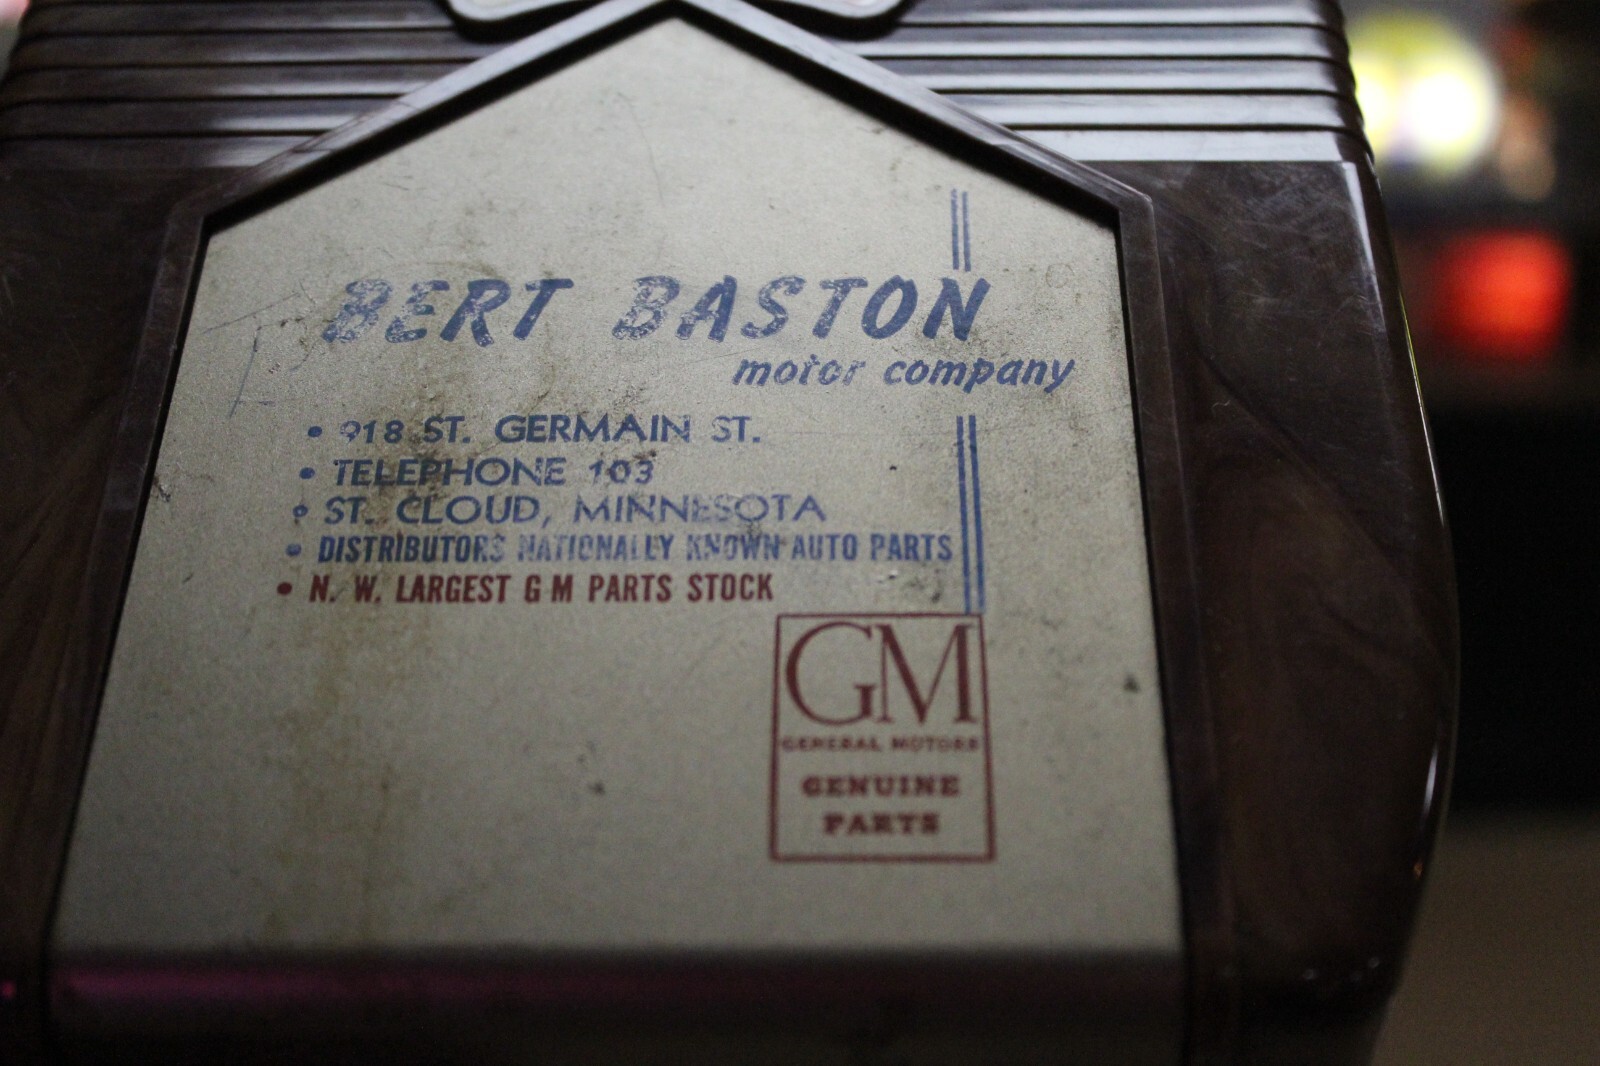 BERT BASTON
motor company
• 918 ST. GERMAIN ST.
• TELEPHONE 103
• ST. CLOUD, MINNESOTA
• DISTRIBUTORS NATIONALLY KNOWN AUTO PARTS
• N. W. LARGEST G M PARTS STOCK
GM
GENERAL MOTORS
GENUINE
PARTS